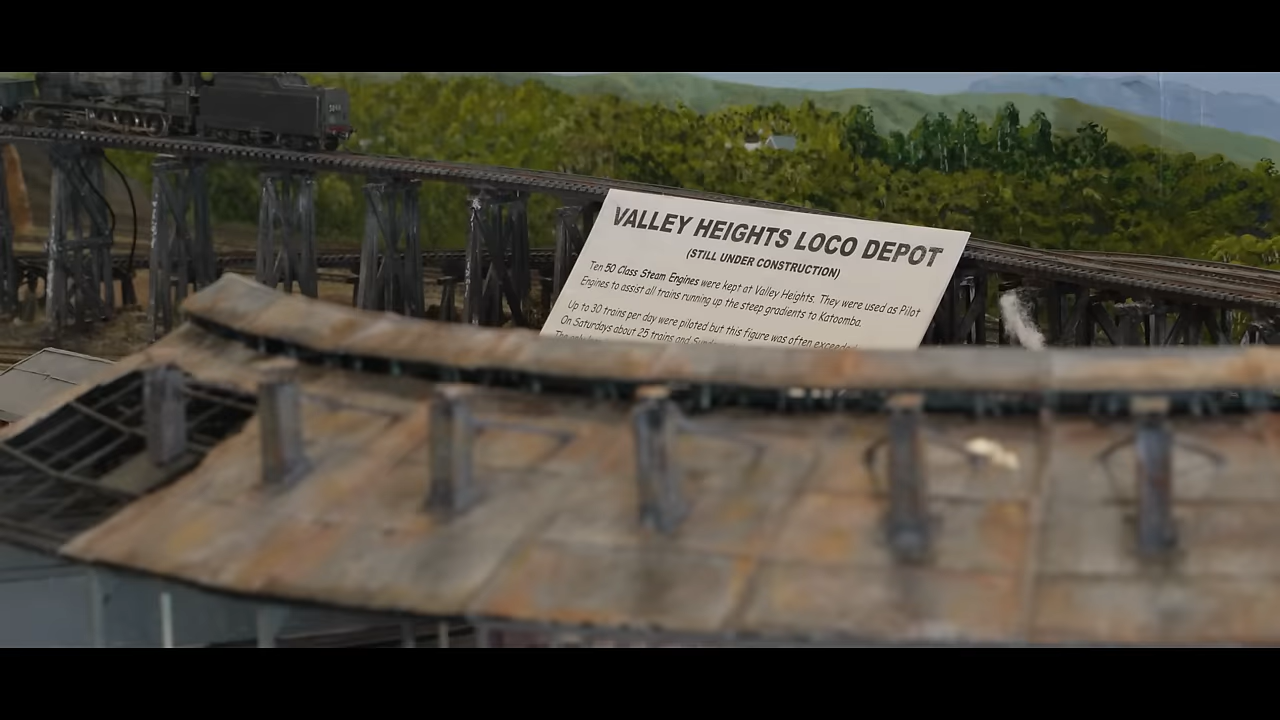 VALLEY HEIGHTS LOCO DEPOT
(STILL UNDER CONSTRUCTION)
Ten 50 Class Steam Engines were kept at Valley Heights. They were used as Pilot
Engines to assist all trains running up the steep gradients to Katoomba.
Up to 30 trains per day were piloted but this figure was often exceeded
On Saturdays about 25 trains and